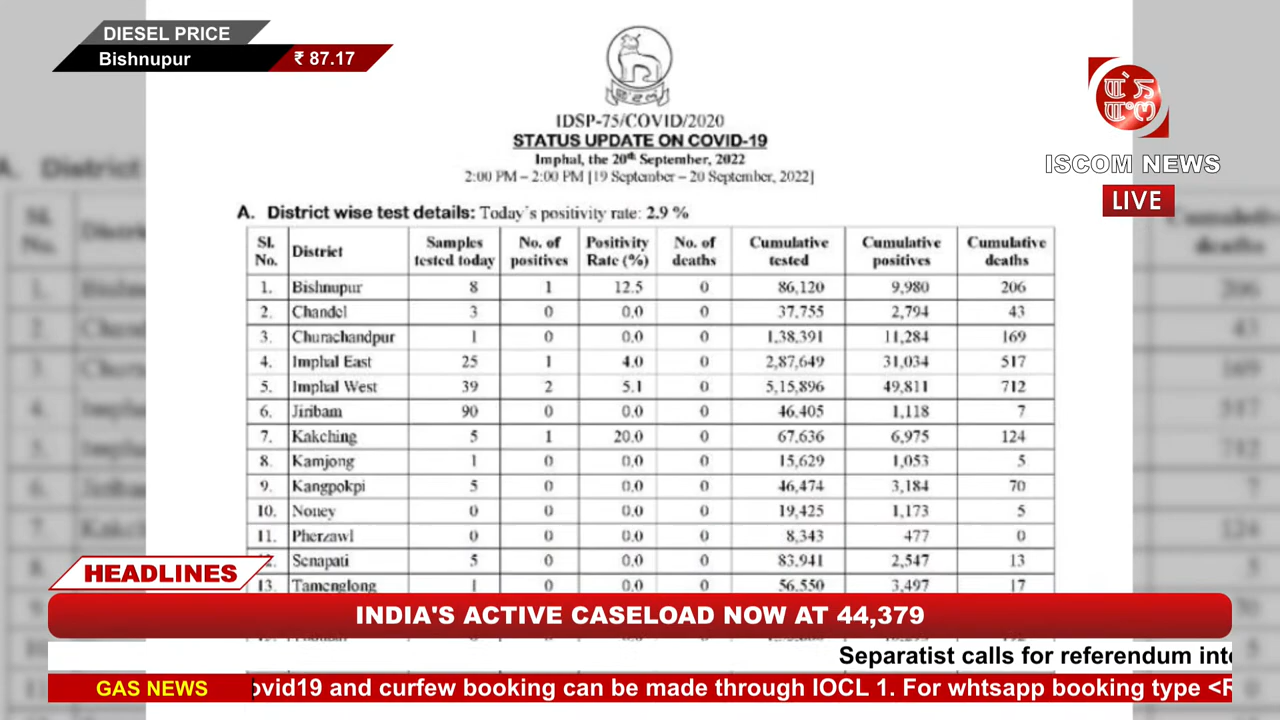 DIESEL PRICE
Bishnupur ₹ 87.17
IDSP-75/COVID/2020
STATUS UPDATE ON COVID-19
Imphal, the 20th September, 2022
2:00 PM – 2:00 PM [19 September – 20 September, 2022]
ISCOM NEWS
LIVE
A. District wise test details: Today's positivity rate: 2.9 %
Sl. No. District Samples tested today No. of positives Positivity Rate (%) No. of deaths Cumulative tested Cumulative positives Cumulative deaths
1. Bishnupur 8 1 12.5 0 86,120 9,980 206
2. Chandel 3 0 0.0 0 37,755 2,794 43
3. Churachandpur 1 0 0.0 0 1,38,391 11,284 169
4. Imphal East 25 1 4.0 0 2,87,649 31,034 517
5. Imphal West 39 2 5.1 0 5,15,896 49,811 712
6. Jiribam 90 0 0.0 0 46,405 1,118 7
7. Kakching 5 1 20.0 0 67,636 6,975 124
8. Kamjong 1 0 0.0 0 15,629 1,053 5
9. Kangpokpi 5 0 0.0 0 46,474 3,184 70
10. Noney 0 0 0.0 0 19,425 1,173 5
11. Pherzawl 0 0 0.0 0 8,343 477 0
Senapati 5 0 0.0 0 83,941 2,547 13
13. Tamenglong 1 0 0.0 0 56,550 3,497 17
HEADLINES
INDIA'S ACTIVE CASELOAD NOW AT 44,379
Separatist calls for referendum
GAS NEWS
and curfew booking can be made through IOCL 1. For whtsapp booking type